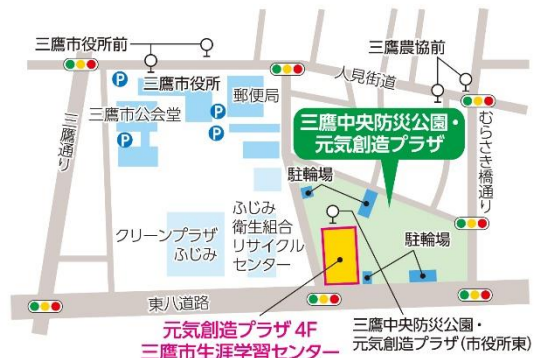 三鷹市役所前
三鷹農協前
人見街道
三鷹市役所
郵便局
三鷹市公会堂
P
P
P
P
三鷹通り
むらさき橋通り
三鷹中央防災公園・
元気創造プラザ
駐輪場
ふじみ
衛生組合
リサイクル
センター
クリーンプラザ
ふじみ
駐輪場
東八道路
元気創造プラザ 4F
三鷹市生涯学習センター
三鷹中央防災公園・
元気創造プラザ(市役所東)